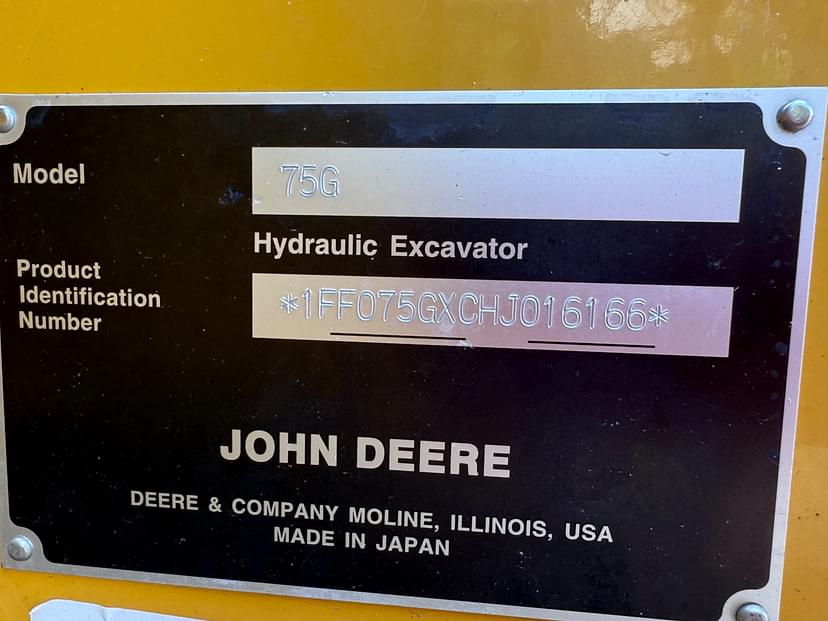 Model
75G
Hydraulic Excavator
Product
Identification
Number
*1FF075GXCHJ016166*
JOHN DEERE
DEERE & COMPANY MOLINE, ILLINOIS, USA
MADE IN JAPAN